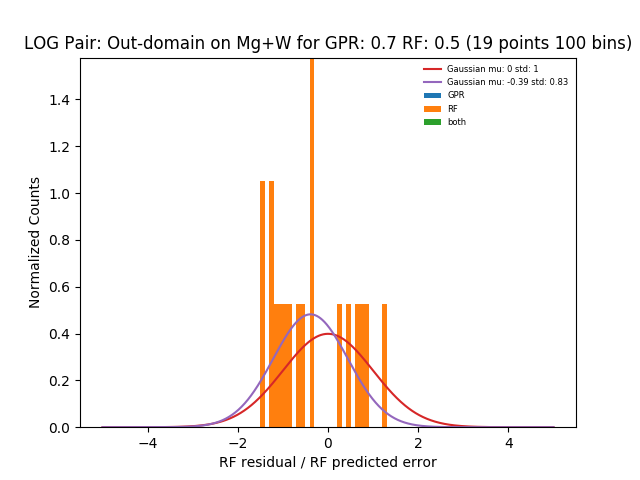 LOG Pair: Out-domain on Mg+W for GPR: 0.7 RF: 0.5 (19 points 100 bins)
Gaussian mu: 0 std: 1
Gaussian mu: -0.39 std: 0.83
GPR
RF
both
Normalized Counts
1.4
1.2
1.0
0.8
0.6
0.4
0.2
0.0
−4 −2 0 2 4
RF residual / RF predicted error